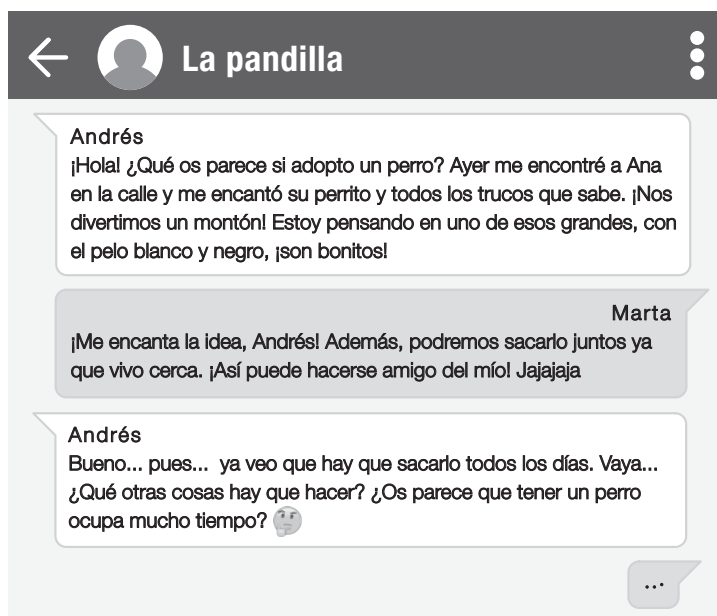 La pandilla
Andrés
¡Hola! ¿Qué os parece si adopto un perro? Ayer me encontré a Ana
en la calle y me encantó su perrito y todos los trucos que sabe. ¡Nos
divertimos un montón! Estoy pensando en uno de esos grandes, con
el pelo blanco y negro, ¡son bonitos!
Marta
¡Me encanta la idea, Andrés! Además, podremos sacarlo juntos ya
que vivo cerca. ¡Así puede hacerse amigo del mío! Jajajaja
Andrés
Bueno... pues... ya veo que hay que sacarlo todos los días. Vaya...
¿Qué otras cosas hay que hacer? ¿Os parece que tener un perro
ocupa mucho tiempo? 🤔
...